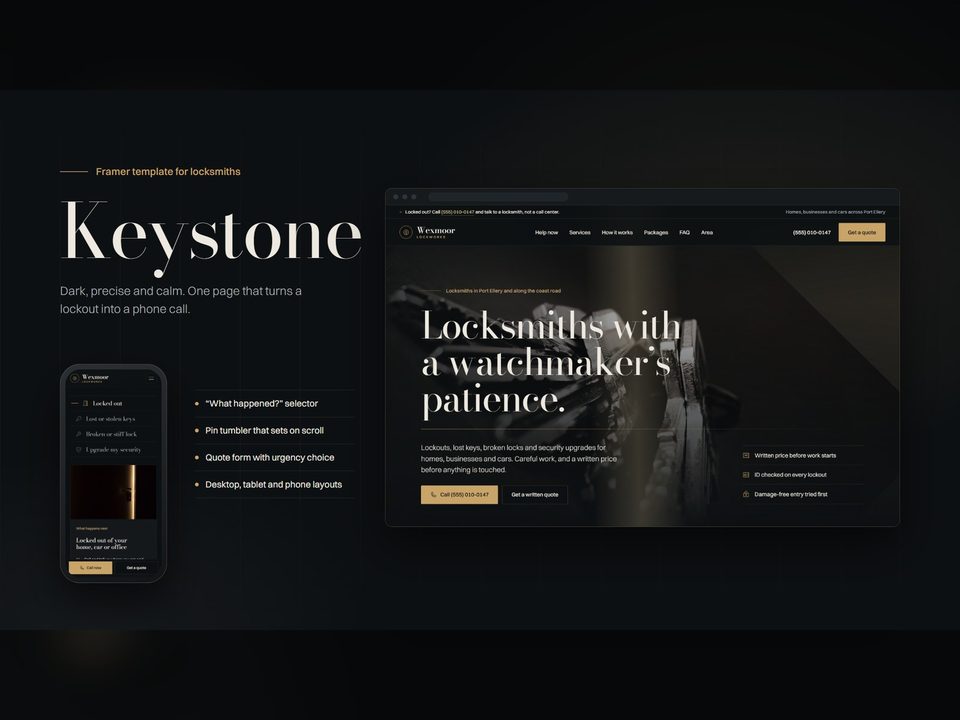 Framer template for locksmiths
Keystone
Dark, precise and calm. One page that turns a
lockout into a phone call.
Wexmoor
LOCKWORKS
Locked out
Lost or stolen keys
Broken or stiff lock
Upgrade my security
What happens next
Locked out of your
home, car or office
Call now
Get a quote
“What happened?” selector
Pin tumbler that sets on scroll
Quote form with urgency choice
Desktop, tablet and phone layouts
Locked out? Call (555) 010-0147 and talk to a locksmith, not a call center.
Homes, businesses and cars across Port Ellery
Wexmoor
LOCKWORKS
Help now
Services
How it works
Packages
FAQ
Area
(555) 010-0147
Get a quote
Locksmiths in Port Ellery and along the coast road
Locksmiths with
a watchmaker’s
patience.
Lockouts, lost keys, broken locks and security upgrades for
homes, businesses and cars. Careful work, and a written price
before anything is touched.
Call (555) 010-0147
Get a written quote
Written price before work starts
ID checked on every lockout
Damage-free entry tried first